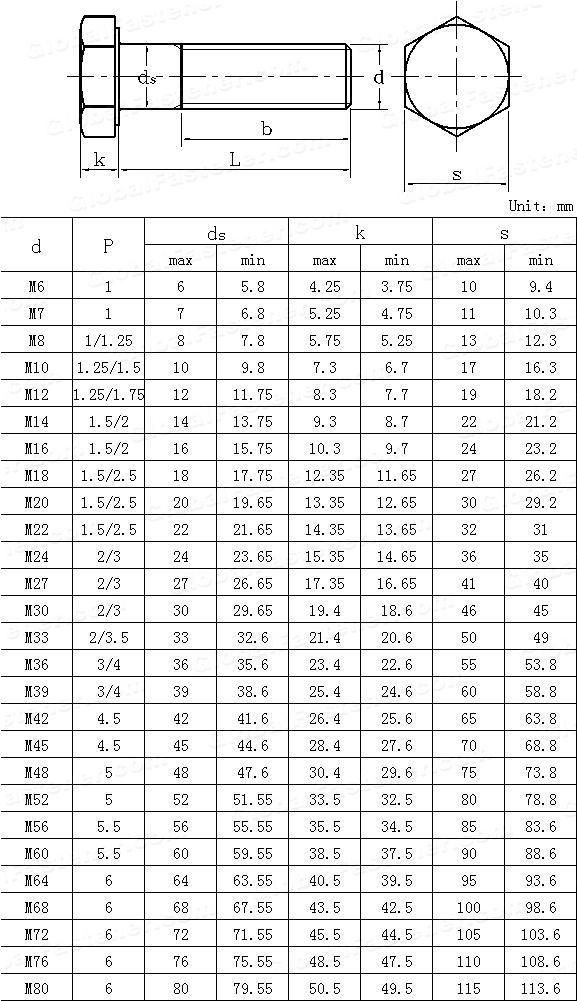 ds d
b
k L s
Unit: mm
d P ds k s
max min max min max min
M6 1 6 5.8 4.25 3.75 10 9.4
M7 1 7 6.8 5.25 4.75 11 10.3
M8 1/1.25 8 7.8 5.75 5.25 13 12.3
M10 1.25/1.5 10 9.8 7.3 6.7 17 16.3
M12 1.25/1.75 12 11.75 8.3 7.7 19 18.2
M14 1.5/2 14 13.75 9.3 8.7 22 21.2
M16 1.5/2 16 15.75 10.3 9.7 24 23.2
M18 1.5/2.5 18 17.75 12.35 11.65 27 26.2
M20 1.5/2.5 20 19.65 13.35 12.65 30 29.2
M22 1.5/2.5 22 21.65 14.35 13.65 32 31
M24 2/3 24 23.65 15.35 14.65 36 35
M27 2/3 27 26.65 17.35 16.65 41 40
M30 2/3 30 29.65 19.4 18.6 46 45
M33 2/3.5 33 32.6 21.4 20.6 50 49
M36 3/4 36 35.6 23.4 22.6 55 53.8
M39 3/4 39 38.6 25.4 24.6 60 58.8
M42 4.5 42 41.6 26.4 25.6 65 63.8
M45 4.5 45 44.6 28.4 27.6 70 68.8
M48 5 48 47.6 30.4 29.6 75 73.8
M52 5 52 51.55 33.5 32.5 80 78.8
M56 5.5 56 55.55 35.5 34.5 85 83.6
M60 5.5 60 59.55 38.5 37.5 90 88.6
M64 6 64 63.55 40.5 39.5 95 93.6
M68 6 68 67.55 43.5 42.5 100 98.6
M72 6 72 71.55 45.5 44.5 105 103.6
M76 6 76 75.55 48.5 47.5 110 108.6
M80 6 80 79.55 50.5 49.5 115 113.6